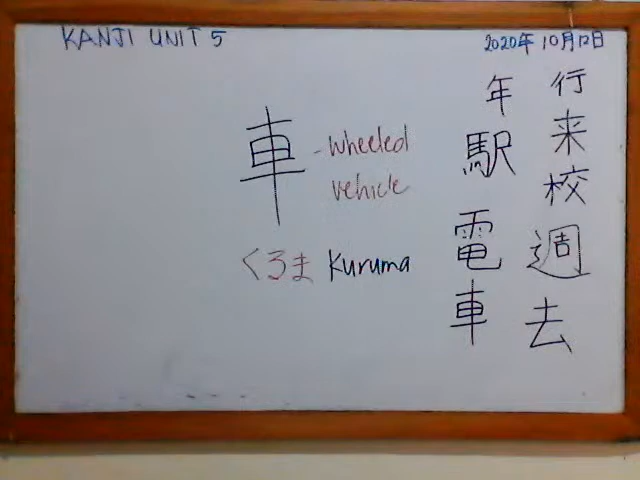 KANJI UNIT 5
2020年 10月12日
車 - wheeled
vehicle
くるま Kuruma
行来校週去
年駅電車